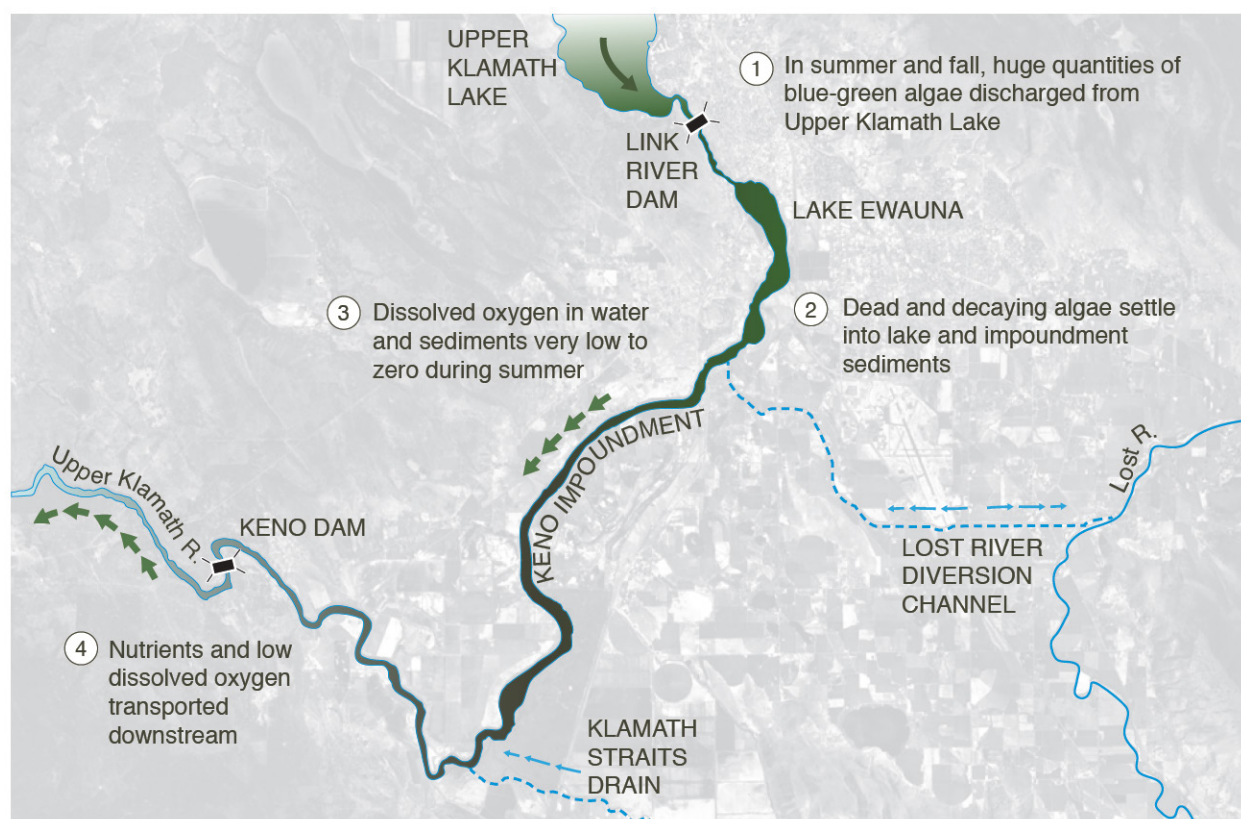 UPPER
KLAMATH
LAKE
1
In summer and fall, huge quantities of
blue-green algae discharged from
Upper Klamath Lake
LINK
RIVER
DAM
LAKE EWAUNA
3
Dissolved oxygen in water
and sediments very low to
zero during summer
2
Dead and decaying algae settle
into lake and impoundment
sediments
KENO IMPOUNDMENT
Lost R.
Upper Klamath R.
KENO DAM
LOST RIVER
DIVERSION
CHANNEL
4
Nutrients and low
dissolved oxygen
transported
downstream
KLAMATH
STRAITS
DRAIN